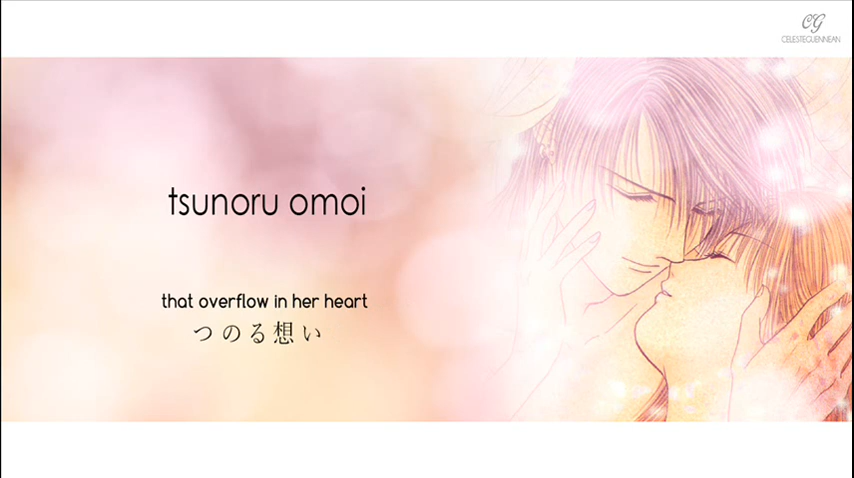 CG
CELESTEGUENNEAN
tsunoru omoi
that overflow in her heart
つのる想い